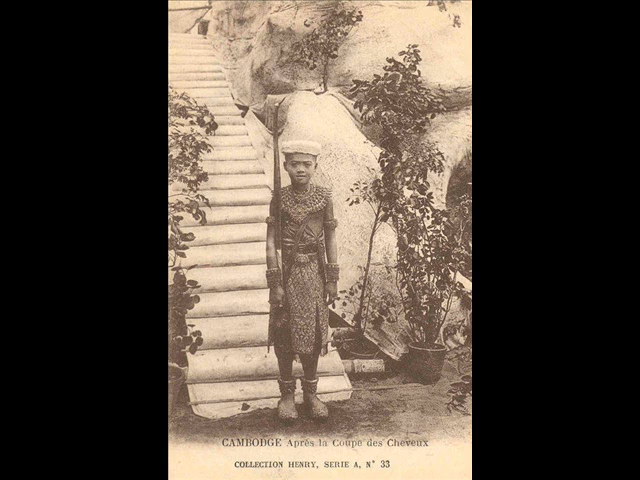 CAMBODGE Après la Coupe des Cheveux
COLLECTION HENRY, SERIE A, N° 33